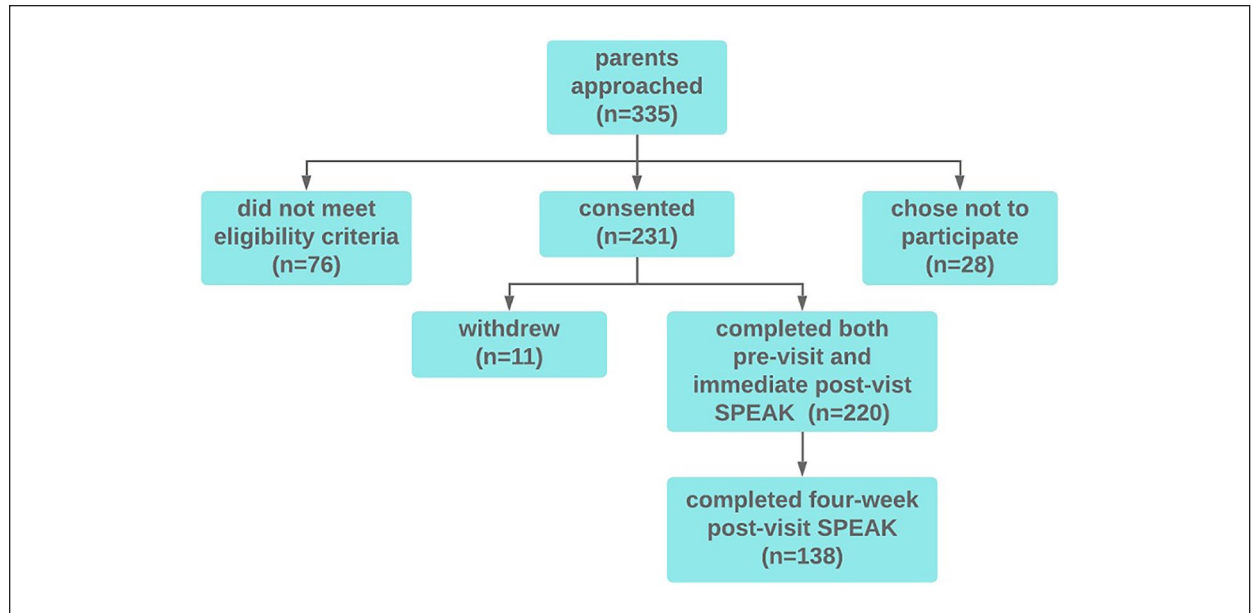 parents
approached
(n=335)
did not meet
eligibility criteria
(n=76)
consented
(n=231)
chose not to
participate
(n=28)
withdrew
(n=11)
completed both
pre-visit and
immediate post-vist
SPEAK (n=220)
completed four-week
post-visit SPEAK
(n=138)